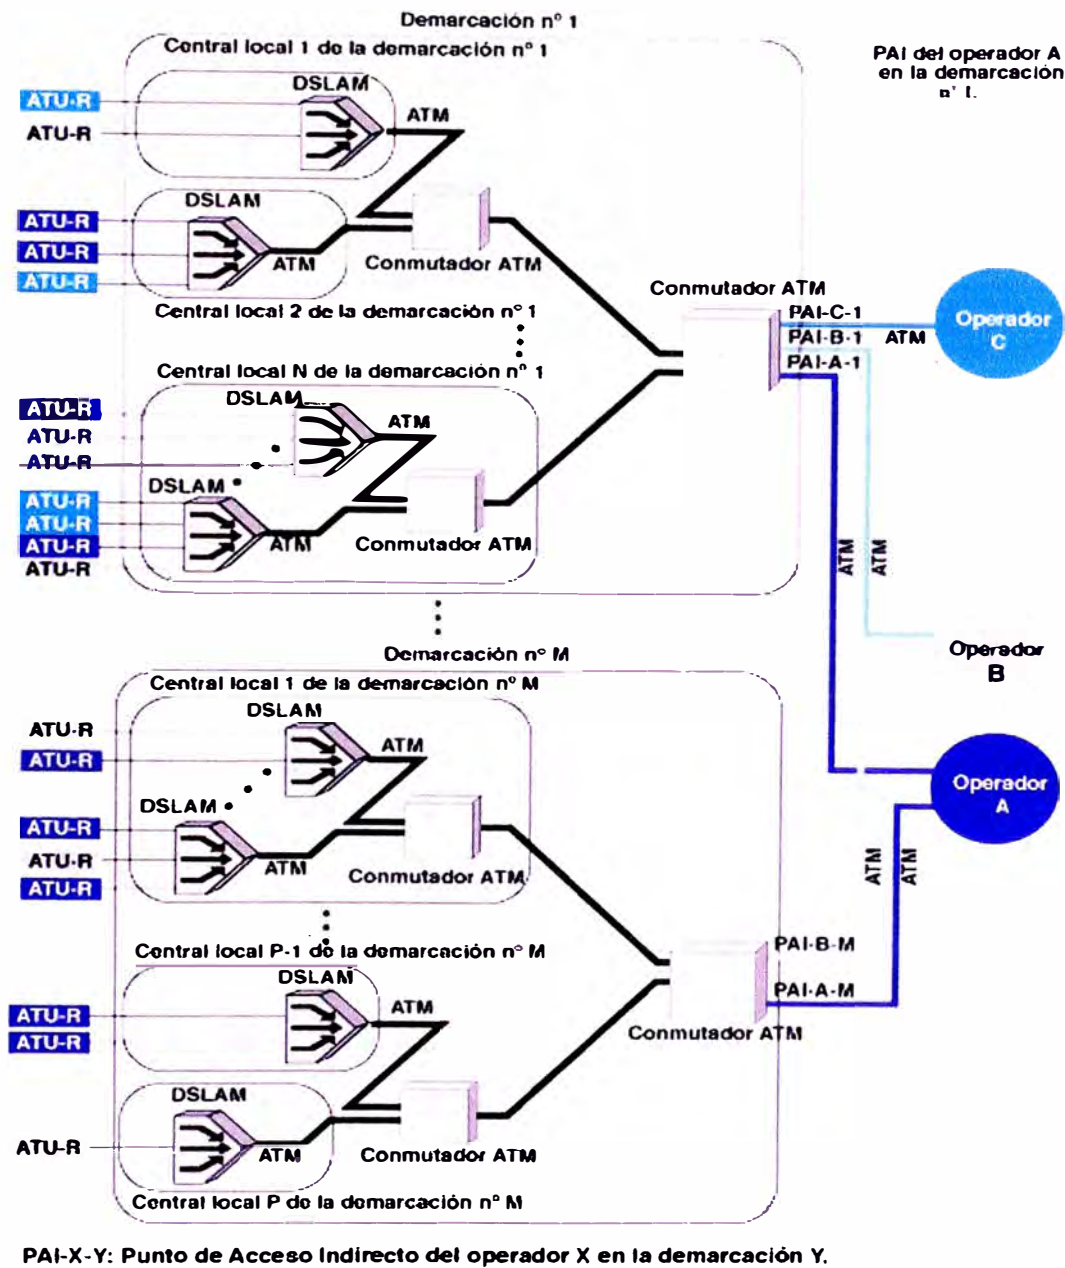 Demarcación nº 1
Central local 1 de la demarcación nº 1
PAI del operador A
en la demarcación
DSLAM
ATU-R
ATM
ATU-R
DSLAM
ATU-R
ATU-R
ATM
ATU-R
Conmutador ATM
Central local 2 de la demarcación nº 1
Conmutador ATM
PAI-C-1
PAI-B-1
ATM
PAI-A-1
Operador
C
Central local N de la demarcación nº 1
DSLAM
ATU-R
ATM
ATU-R
ATU-R
DSLAM
ATU-R
ATU-R
ATU-R
ATM
Conmutador ATM
ATU-R
ATM
ATM
Operador
B
Demarcación nº M
Central local 1 de la demarcación nº M
DSLAM
ATU-R
ATM
ATU-R
DSLAM
ATU-R
ATU-R
ATM
Conmutador ATM
ATU-R
Operador
A
ATM
ATM
Central local P-1 de la demarcación nº M
PAI-B-M
DSLAM
PAI-A-M
ATU-R
ATM
ATU-R
Conmutador ATM
DSLAM
ATU-R
ATM
Conmutador ATM
Central local P de la demarcación nº M
PAI-X-Y: Punto de Acceso Indirecto del operador X en la demarcación Y.